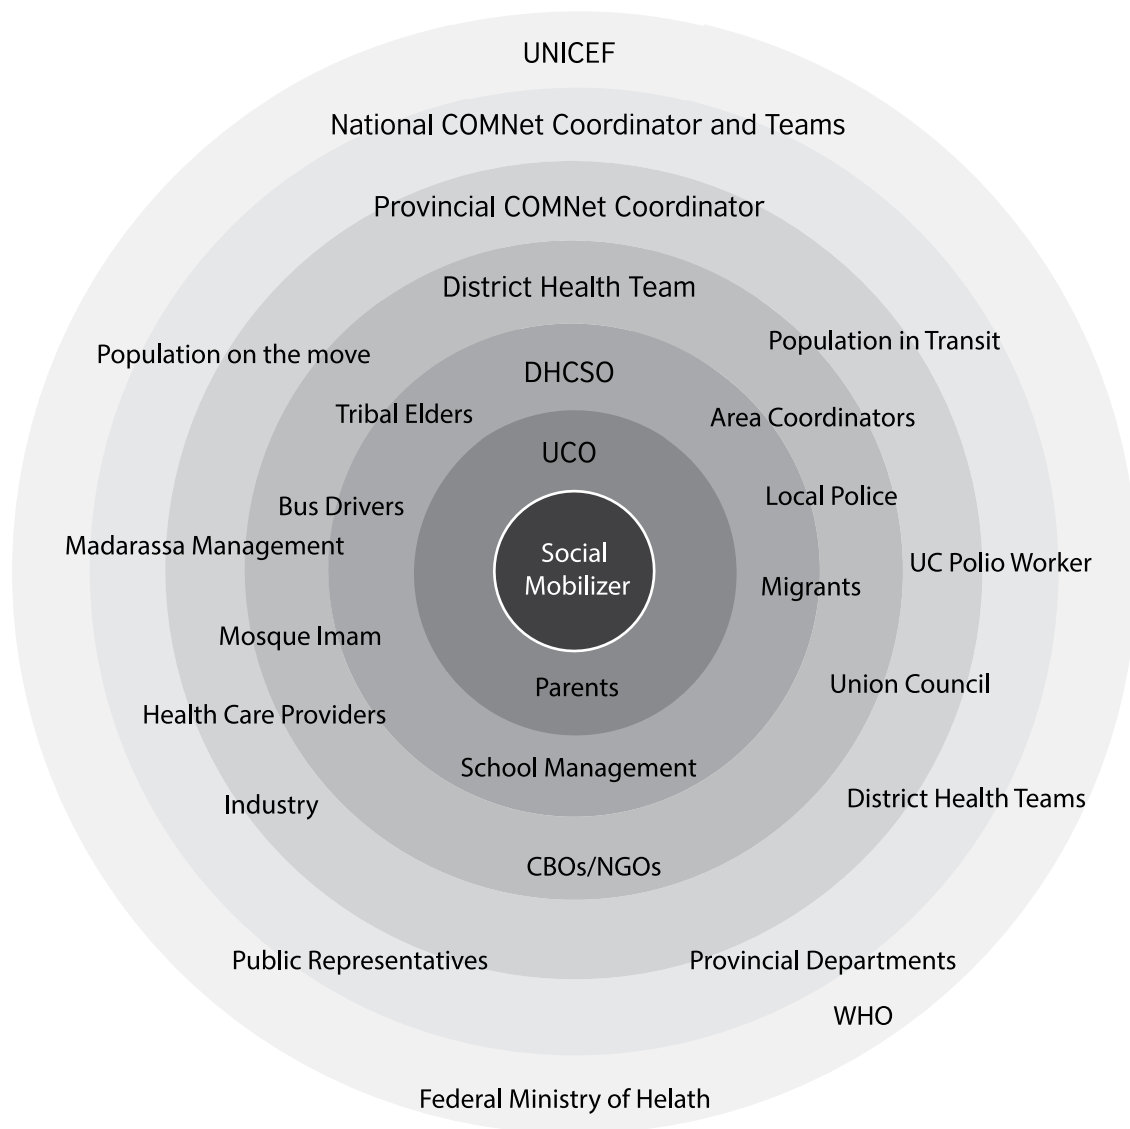 UNICEF
National COMNet Coordinator and Teams
Provincial COMNet Coordinator
District Health Team
Population in Transit
Population on the move
DHCSO
Tribal Elders
Area Coordinators
UCO
Local Police
Bus Drivers
Madarassa Management
Social
Mobilizer
UC Polio Worker
Migrants
Mosque Imam
Parents
Union Council
Health Care Providers
School Management
District Health Teams
Industry
CBOs/NGOs
Public Representatives
Provincial Departments
WHO
Federal Ministry of Helath